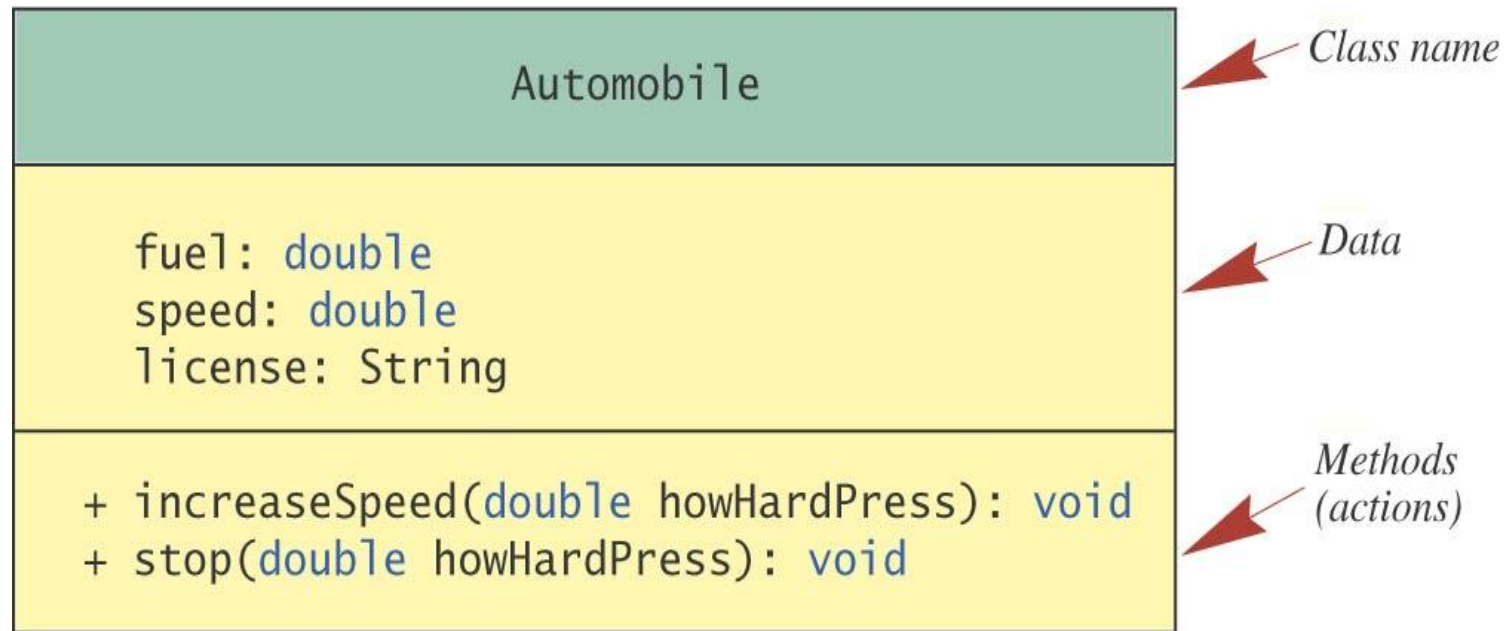 Automobile
Class name
fuel: double
speed: double
license: String
Data
+ increaseSpeed(double howHardPress): void
+ stop(double howHardPress): void
Methods
(actions)